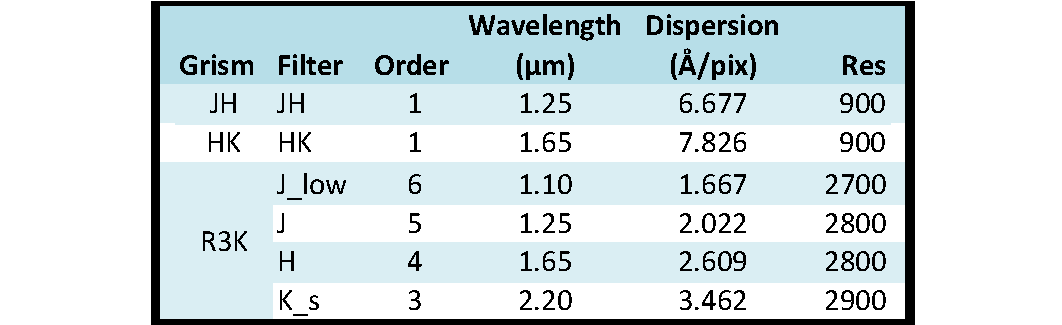 Wavelength Dispersion
Grism Filter Order (µm) (Å/pix) Res
JH JH 1 1.25 6.677 900
HK HK 1 1.65 7.826 900
J_low 6 1.10 1.667 2700
J 5 1.25 2.022 2800
R3K
H 4 1.65 2.609 2800
K_s 3 2.20 3.462 2900